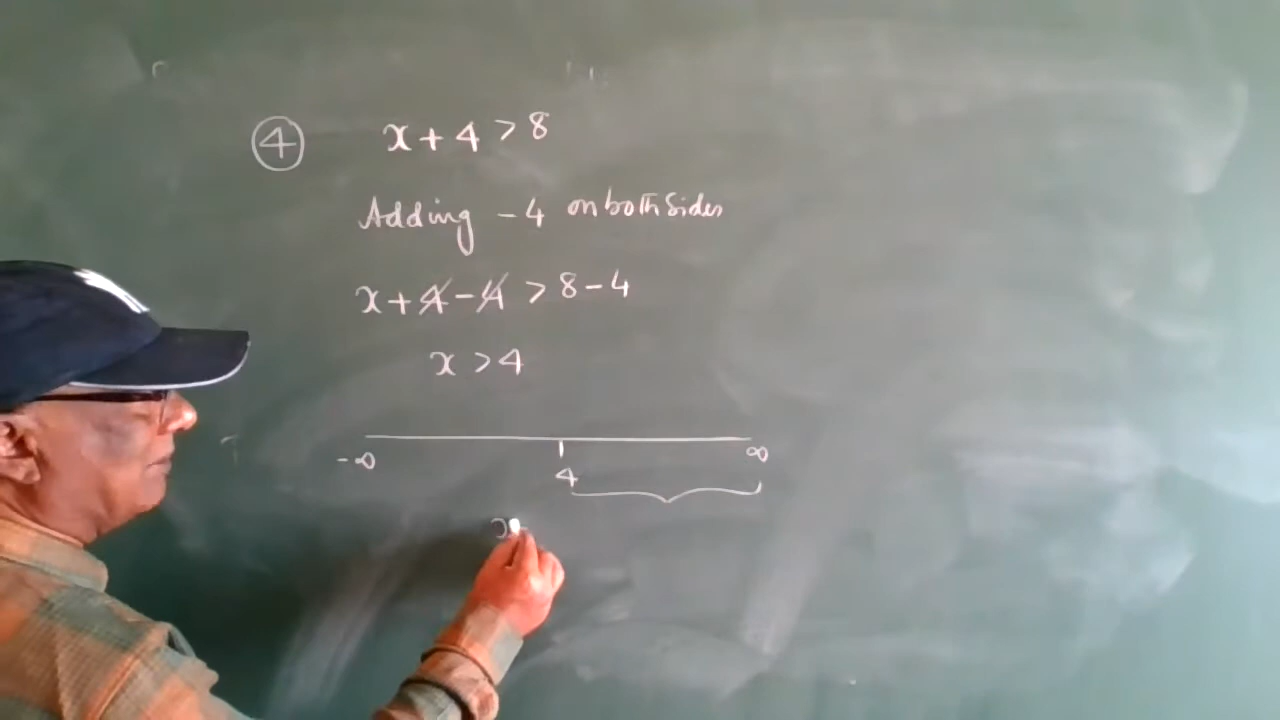 ④ x + 4 > 8
Adding -4 on both sides
x + 4 - 4 > 8 - 4
x > 4
-∞ 4 ∞
x